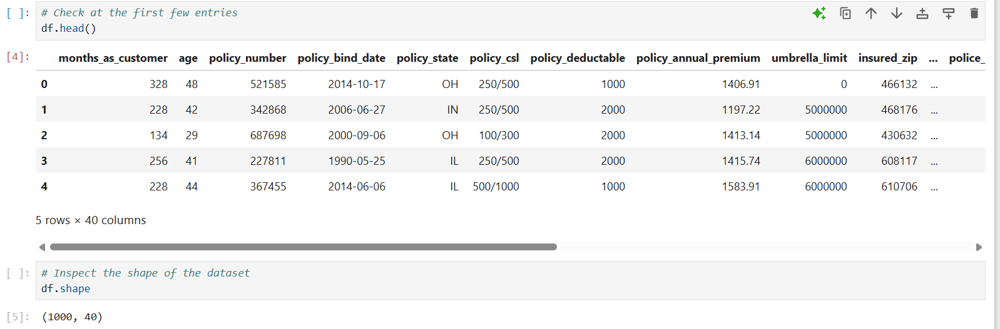 [ ]: # Check at the first few entries
df.head()
[4]: months_as_customer age policy_number policy_bind_date policy_state policy_csl policy_deductable policy_annual_premium umbrella_limit insured_zip ... police_
0 328 48 521585 2014-10-17 OH 250/500 1000 1406.91 0 466132 ...
1 228 42 342868 2006-06-27 IN 250/500 2000 1197.22 5000000 468176 ...
2 134 29 687698 2000-09-06 OH 100/300 2000 1413.14 5000000 430632 ...
3 256 41 227811 1990-05-25 IL 250/500 2000 1415.74 6000000 608117 ...
4 228 44 367455 2014-06-06 IL 500/1000 1000 1583.91 6000000 610706 ...
5 rows × 40 columns
[ ]: # Inspect the shape of the dataset
df.shape
[5]: (1000, 40)